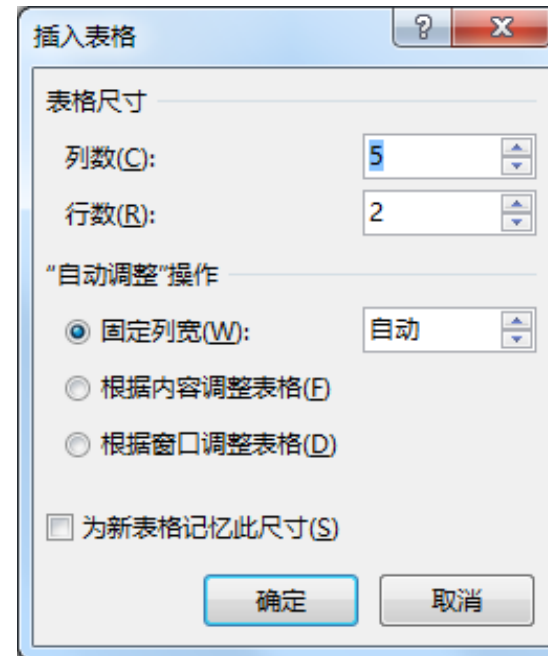 插入表格
表格尺寸
列数(C): 5
行数(R): 2
“自动调整”操作
固定列宽(W): 自动
根据内容调整表格(F)
根据窗口调整表格(D)
为新表格记忆此尺寸(S)
确定 取消